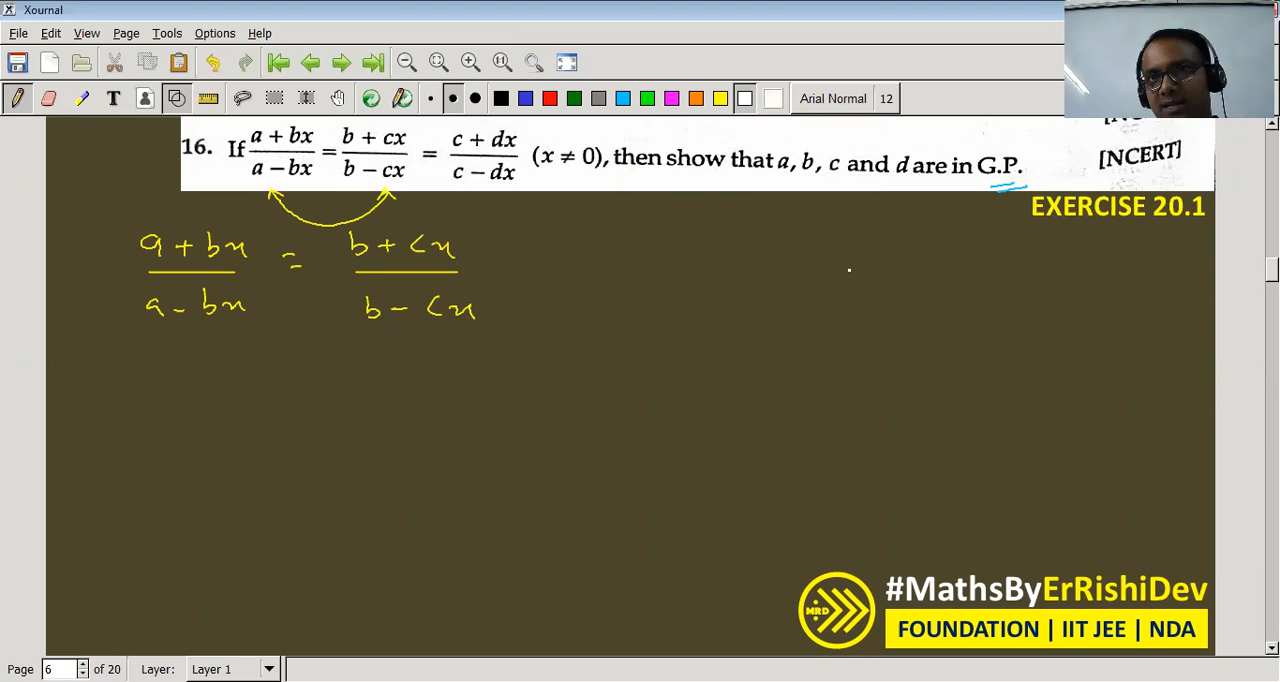 Xournal
File Edit View Page Tools Options Help
Arial Normal 12
16. If a + bx / a – bx = b + cx / b – cx = c + dx / c – dx (x ≠ 0), then show that a, b, c and d are in G.P.
[NCERT]
EXERCISE 20.1
a + bx / a - bx = b + cx / b - cx
#MathsByErRishiDev
MRD
FOUNDATION | IIT JEE | NDA
Page 6 of 20 Layer: Layer 1